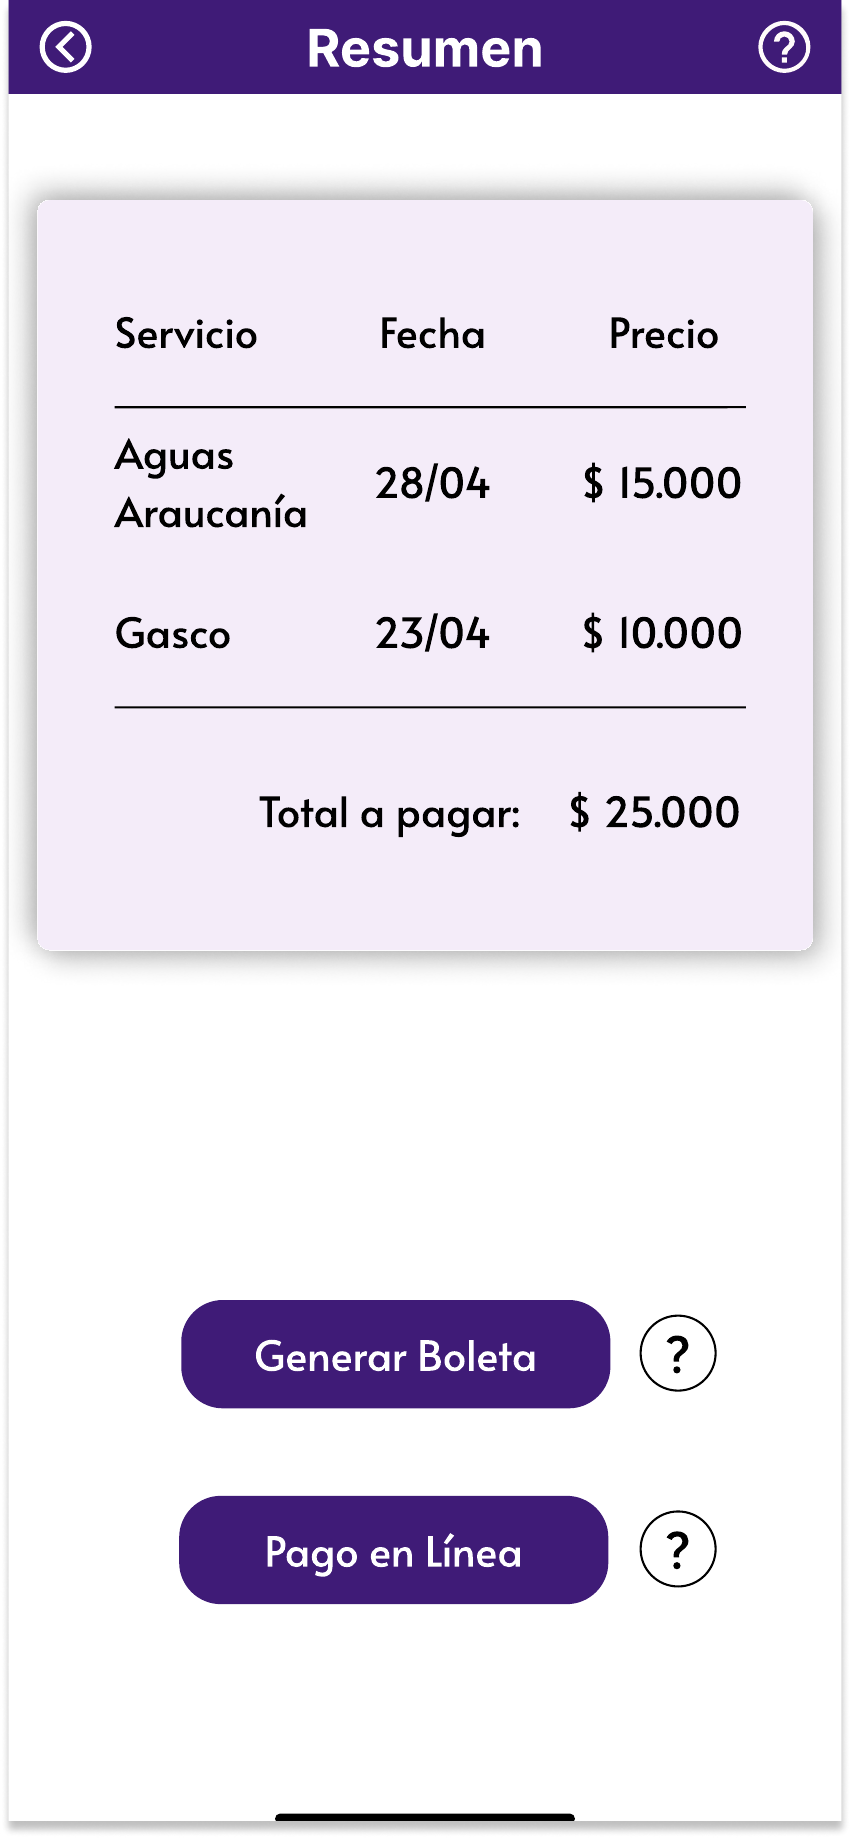 Resumen
?
Servicio Fecha Precio
Aguas
Araucanía
28/04 $ 15.000
Gasco 23/04 $ 10.000
Total a pagar: $ 25.000
Generar Boleta ?
Pago en Línea ?